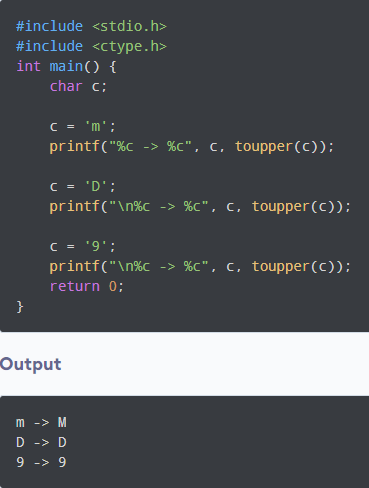 #include <stdio.h>
#include <ctype.h>
int main() {
    char c;

    c = 'm';
    printf("%c -> %c", c, toupper(c));

    c = 'D';
    printf("\n%c -> %c", c, toupper(c));

    c = '9';
    printf("\n%c -> %c", c, toupper(c));
    return 0;
}
Output
m -> M
D -> D
9 -> 9